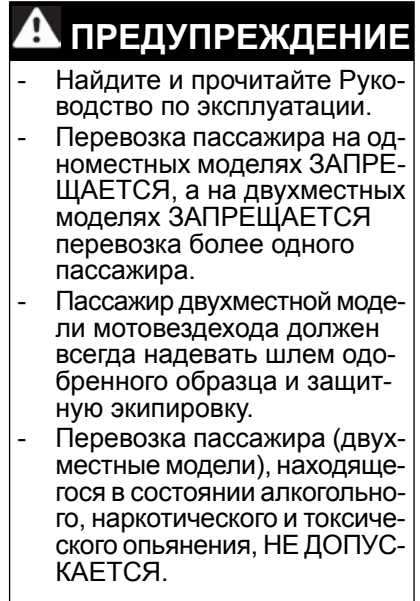 ПРЕДУПРЕЖДЕНИЕ
- Найдите и прочитайте Руко-
водство по эксплуатации.
- Перевозка пассажира на од-
номестных моделях ЗАПРЕ-
ЩАЕТСЯ, а на двухместных
моделях ЗАПРЕЩАЕТСЯ
перевозка более одного
пассажира.
- Пассажир двухместной моде-
ли мотовездехода должен
всегда надевать шлем одо-
бренного образца и защит-
ную экипировку.
- Перевозка пассажира (двух-
местные модели), находяще-
гося в состоянии алкогольно-
го, наркотического и токсиче-
ского опьянения, НЕ ДОПУС-
КАЕТСЯ.